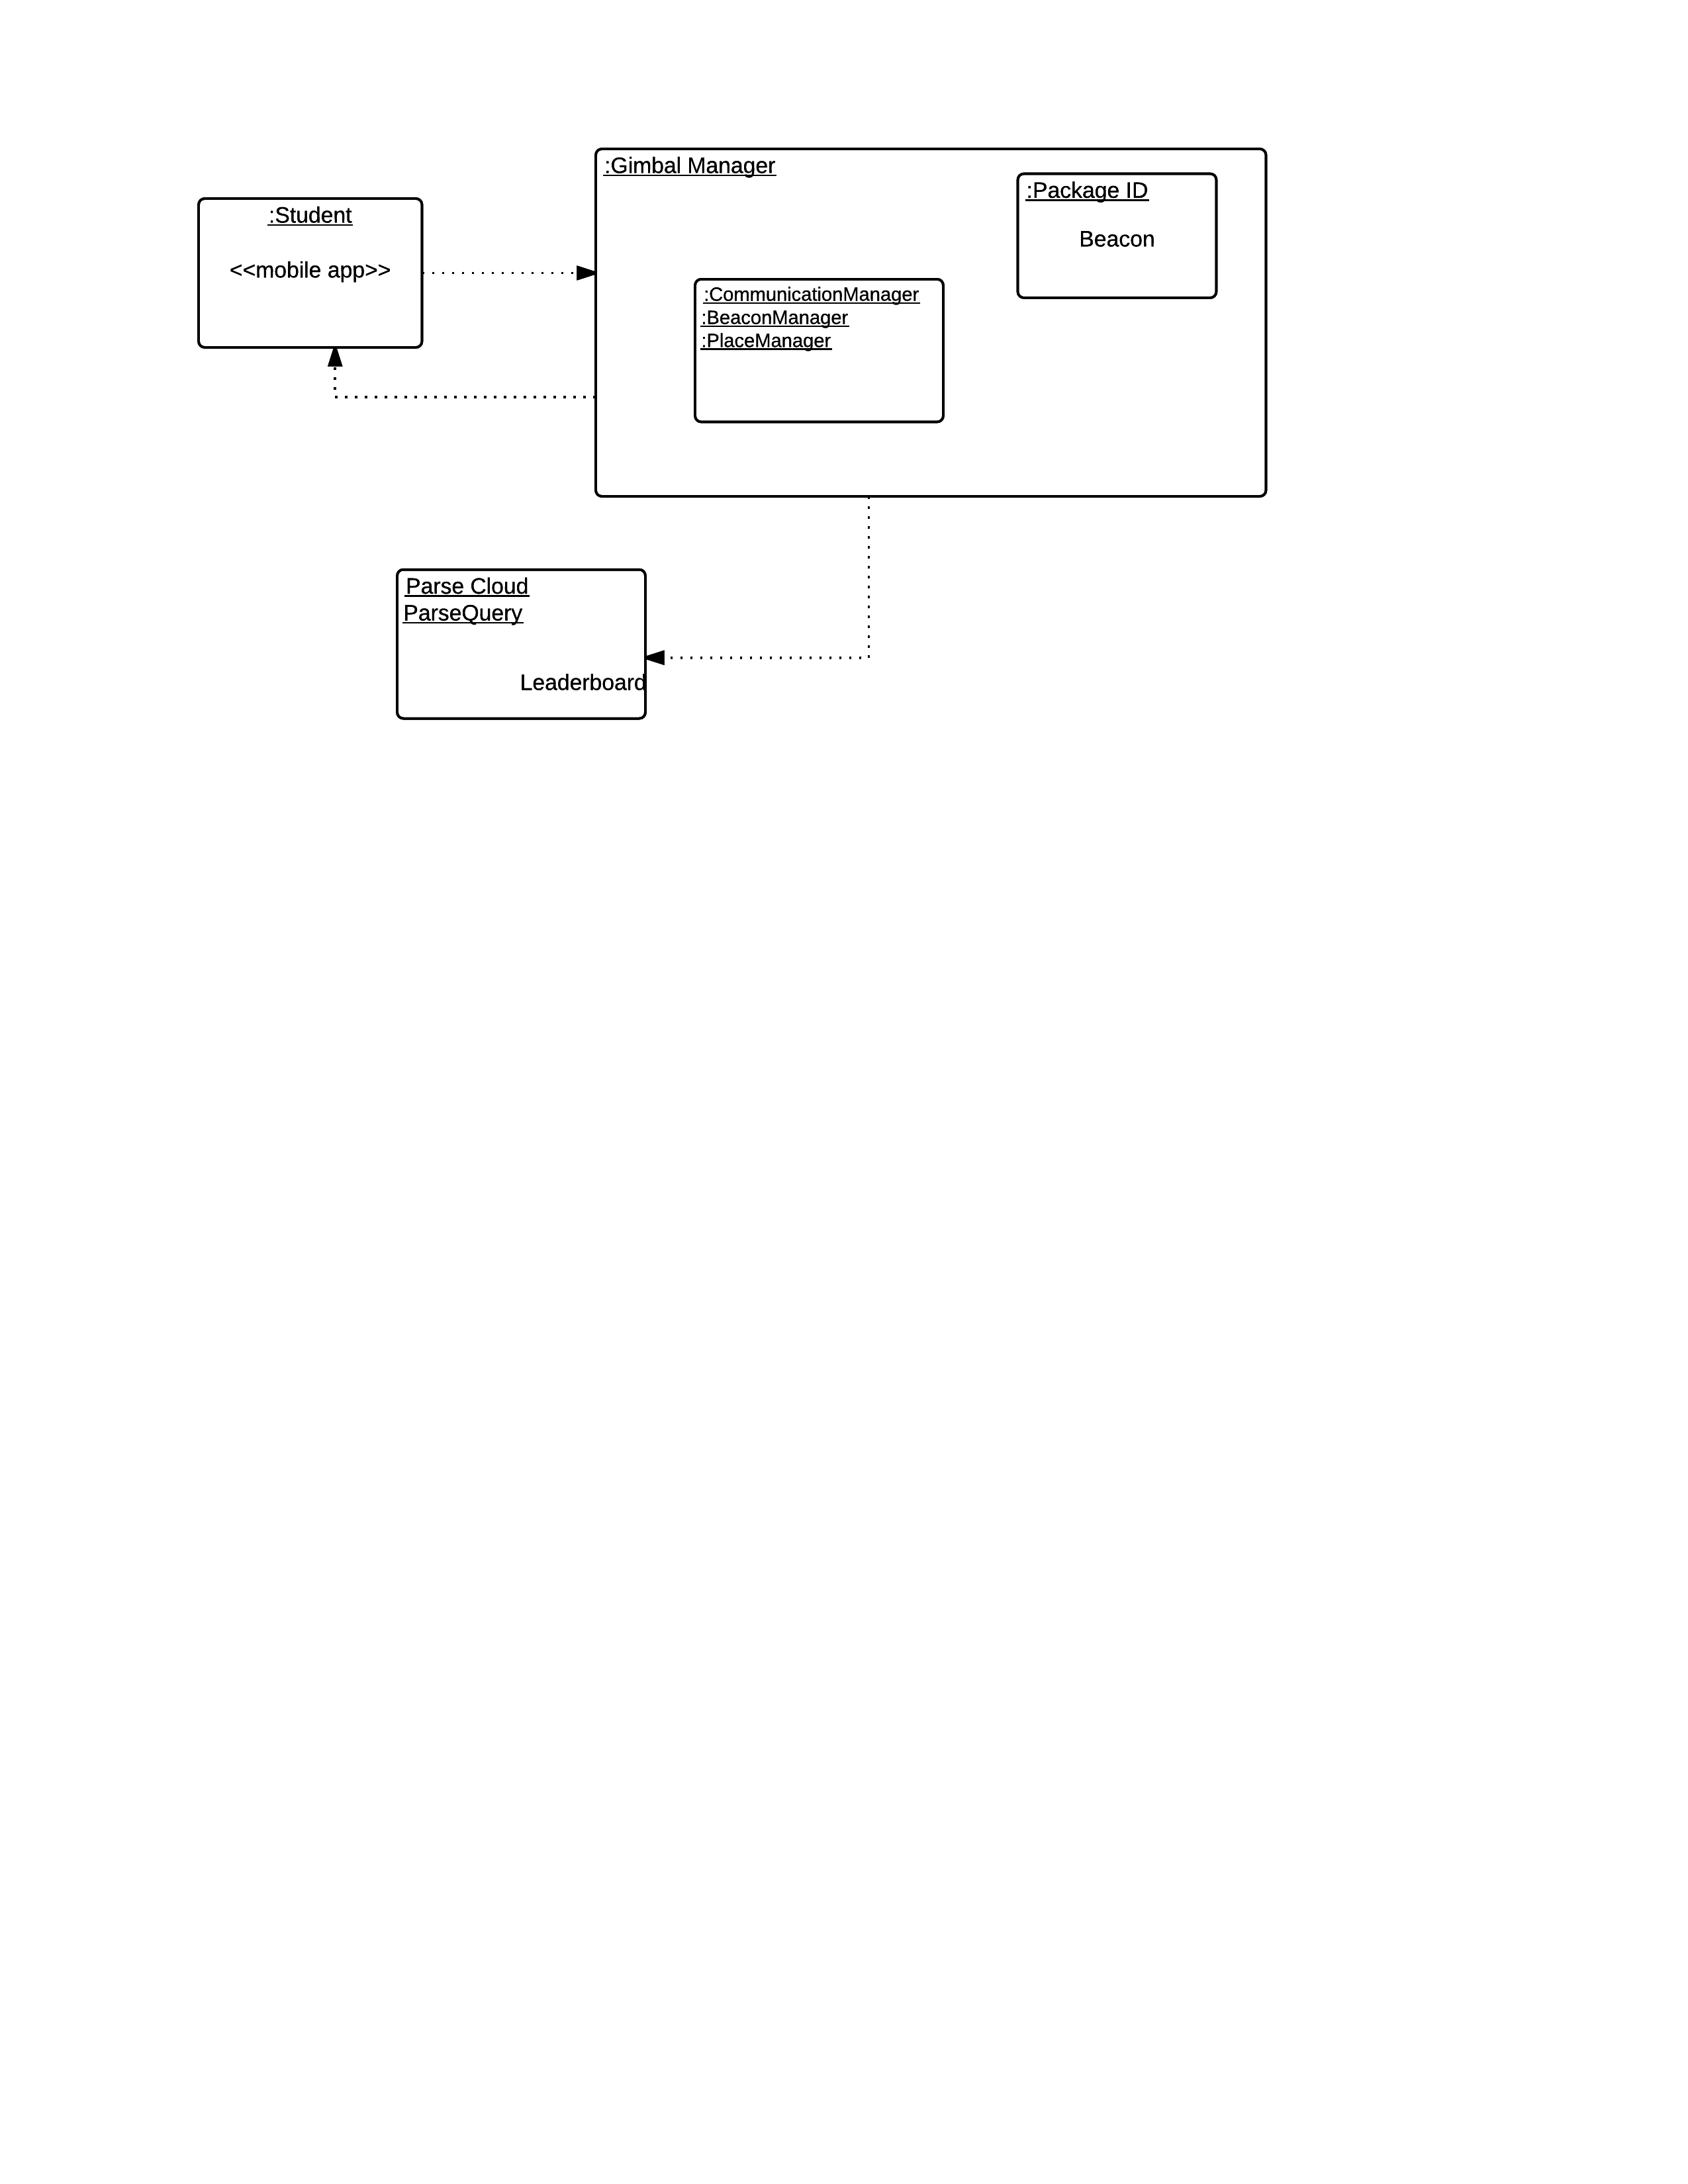 :Student
<<mobile app>>
:Gimbal Manager
:Package ID
Beacon
:CommunicationManager
:BeaconManager
:PlaceManager
Parse Cloud
ParseQuery
Leaderboard